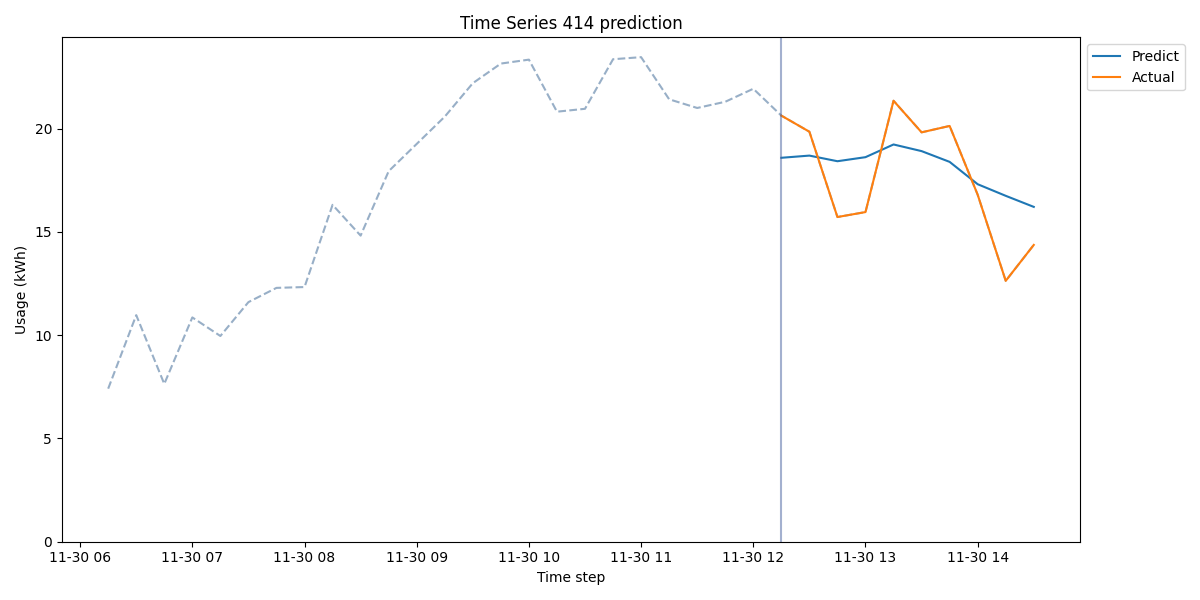 Time Series 414 prediction
Predict
Actual
Usage (kWh)
20
15
10
5
0
11-30 06
11-30 07
11-30 08
11-30 09
11-30 10
11-30 11
11-30 12
11-30 13
11-30 14
Time step